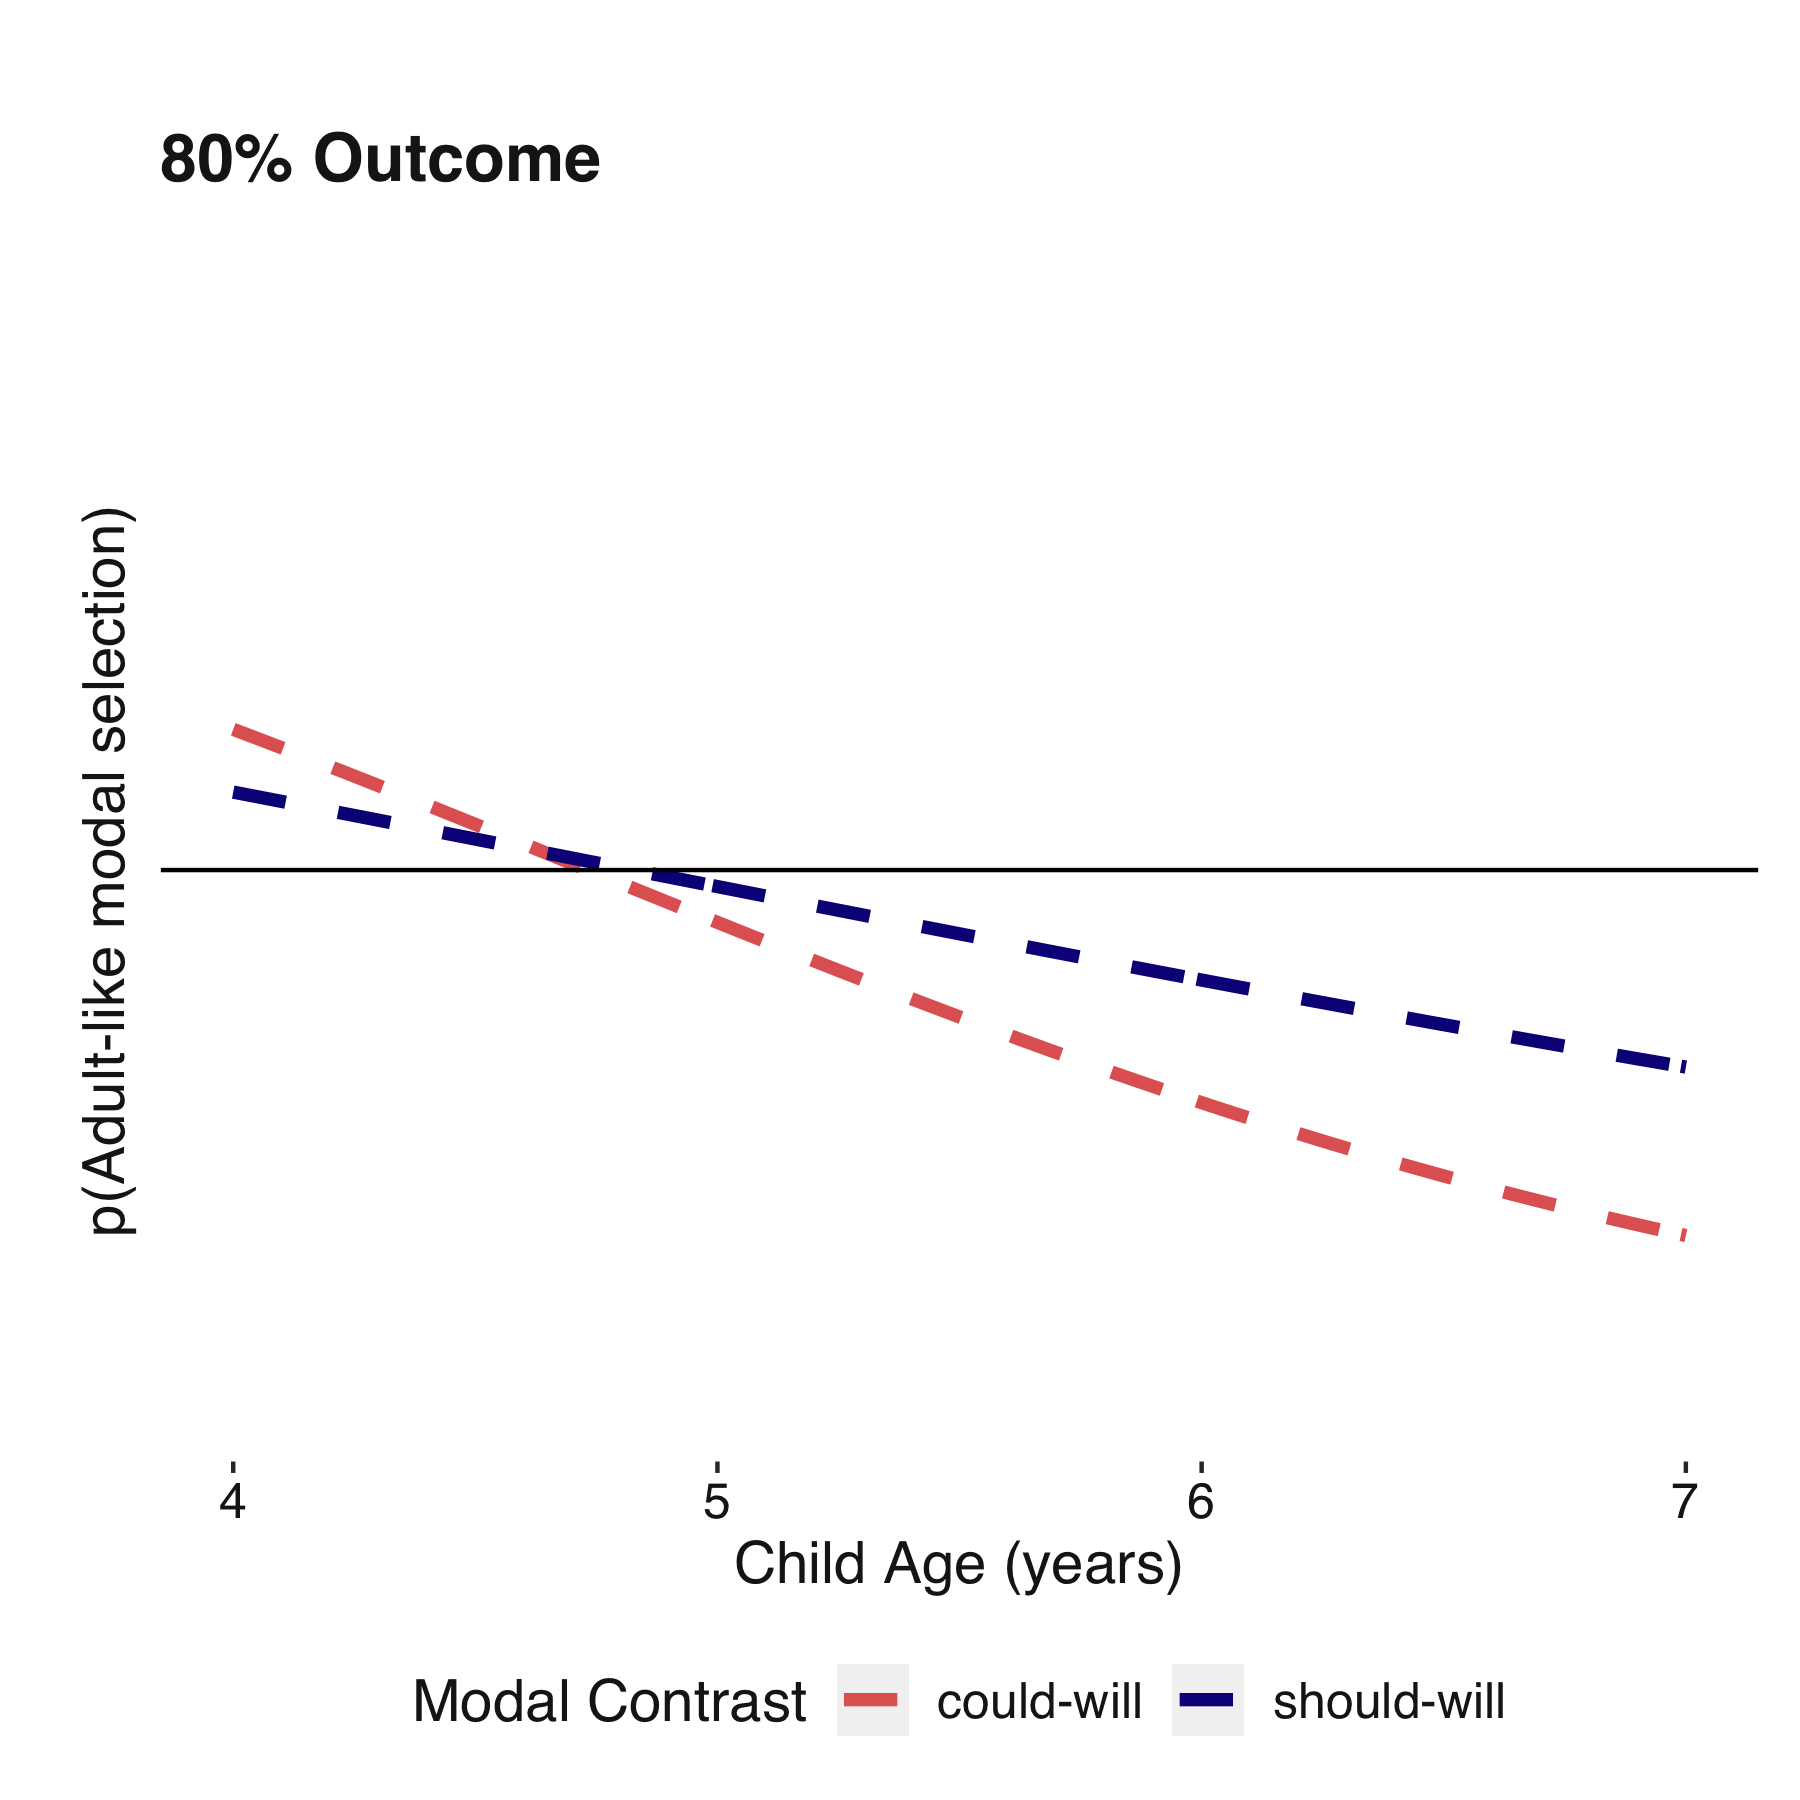 80% Outcome
p(Adult-like modal selection)
4 5 6 7
Child Age (years)
Modal Contrast could-will should-will